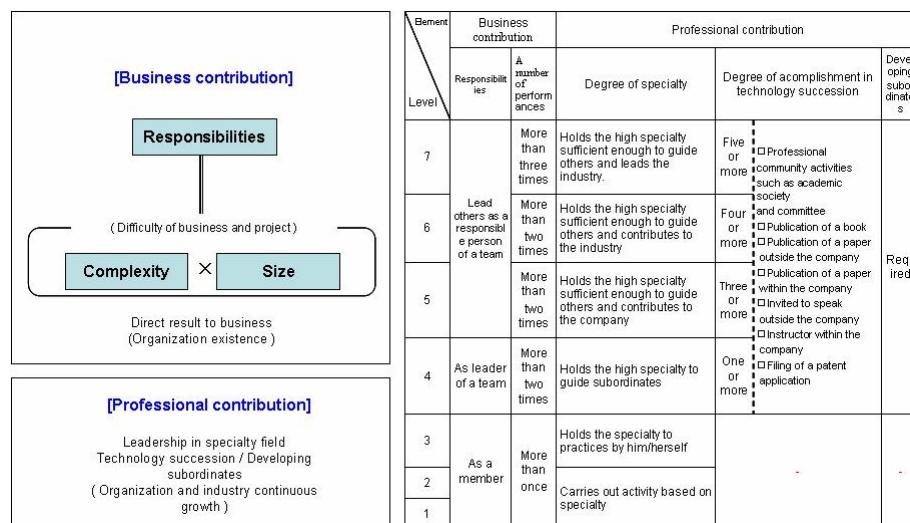 [Business contribution]
Responsibilities
( Difficulty of business and project )
Complexity
×
Size
Direct result to business
(Organization existence )
[Professional contribution]
Leadership in specialty field
Technology succession / Developing
subordinates
( Organization and industry continuous
growth )
Element
Level
Business
contribution
Professional contribution
Responsibilit
ies
A
number
of
perform
ances
Degree of specialty
Degree of acomplishment in
technology succession
Devel
oping
subor
dinate
s
7
Lead
others as a
responsibl
e person
of a team
More
than
three
times
Holds the high specialty
sufficient enough to guide
others and leads the
industry.
Five
or
more
□ Professional
community activities
such as academic
society
and committee
□ Publication of a book
□ Publication of a paper
outside the company
□ Publication of a paper
within the company
□ Invited to speak
outside the company
□ Instructor within the
company
□ Filing of a patent
application
Requ
ired
6
More
than
two
times
Holds the high specialty
sufficient enough to guide
others and contributes to
the industry
Four
or
more
5
More
than
two
times
Holds the high specialty
sufficient enough to guide
others and contributes to
the company
Three
or
more
4
As leader
of a team
More
than
two
times
Holds the high specialty to
guide subordinates
One
or
more
3
As a
member
More
than
once
Holds the specialty to
practices by him/herself
-
-
2
Carries out activity based on
specialty
1